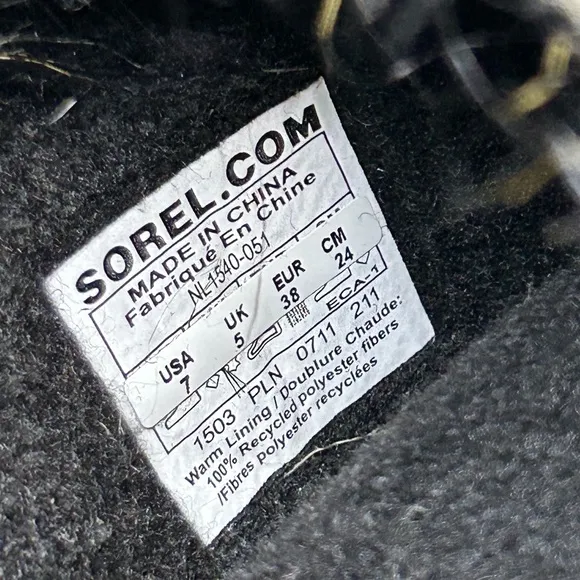 SOREL.COM
MADE IN CHINA
Fabriqué En Chine
NL1540-051
USA UK EUR CM
7 5 38 24
ECA-1
1503 PLN 0711 211
Warm Lining / Doublure Chaude:
100% Recycled polyester fibers
/Fibres polyester recyclées